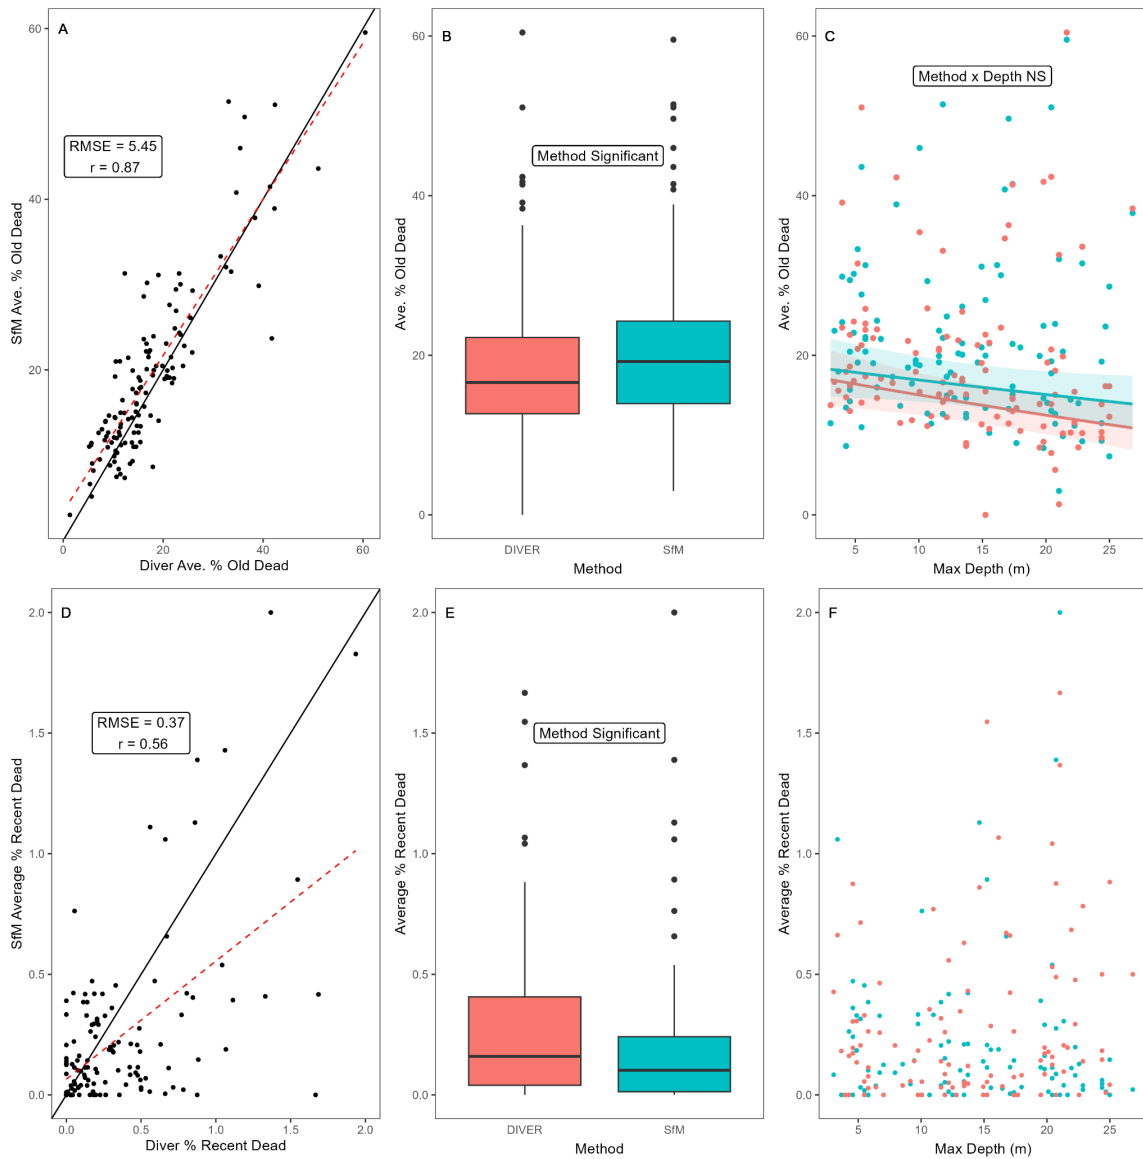 A
RMSE = 5.45
r = 0.87
SfM Ave. % Old Dead
60
40
20
0
20
40
60
Diver Ave. % Old Dead
B
Method Significant
Ave. % Old Dead
60
40
20
0
DIVER
SfM
Method
C
Method x Depth NS
Ave. % Old Dead
60
40
20
0
5
10
15
20
25
Max Depth (m)
D
RMSE = 0.37
r = 0.56
SfM Average % Recent Dead
2.0
1.5
1.0
0.5
0.0
0.0
0.5
1.0
1.5
2.0
Diver % Recent Dead
E
Method Significant
Average % Recent Dead
2.0
1.5
1.0
0.5
0.0
DIVER
SfM
Method
F
Average % Recent Dead
2.0
1.5
1.0
0.5
0.0
5
10
15
20
25
Max Depth (m)